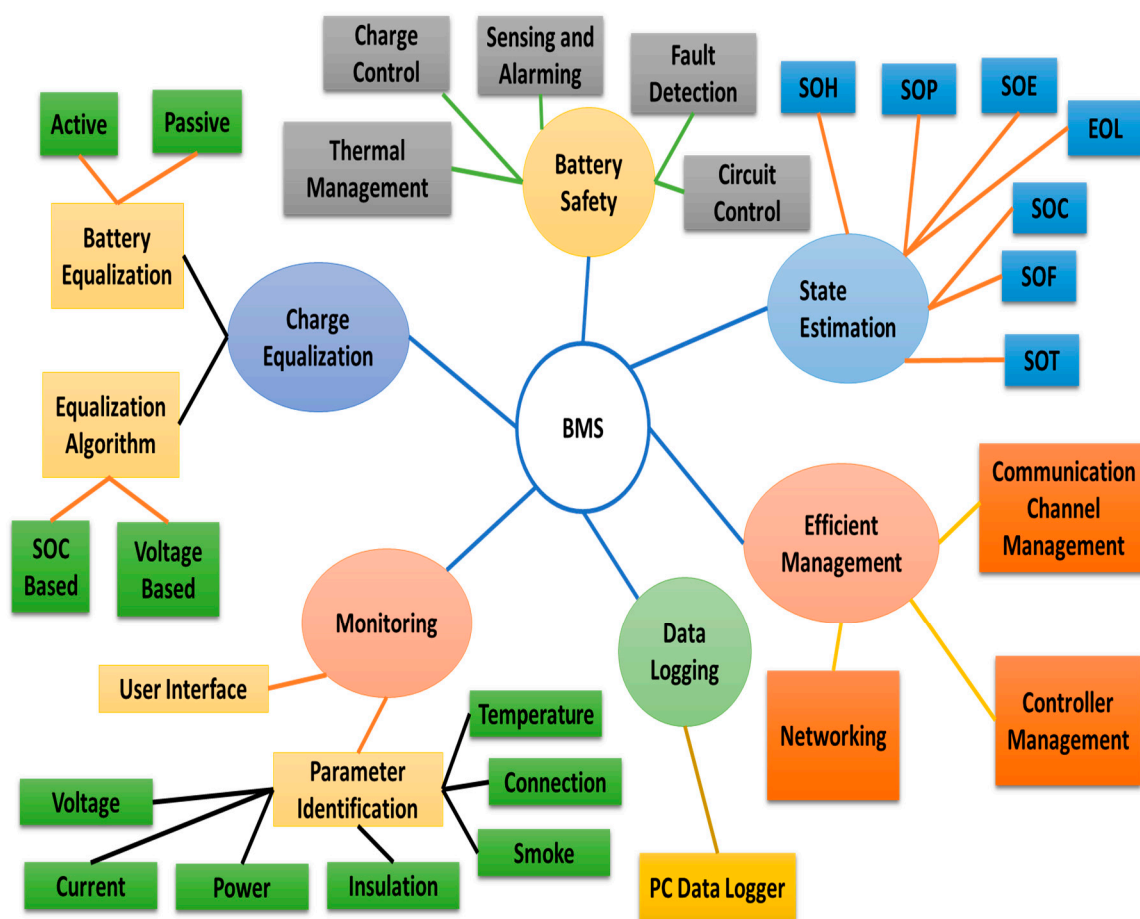 Charge
Control
Sensing and
Alarming
Fault
Detection
Thermal
Management
Battery
Safety
Circuit
Control
SOH
SOP
SOE
EOL
SOC
SOF
SOT
State
Estimation
Active
Passive
Battery
Equalization
Charge
Equalization
Equalization
Algorithm
SOC
Based
Voltage
Based
BMS
Efficient
Management
Communication
Channel
Management
Controller
Management
Networking
Data
Logging
PC Data Logger
Monitoring
User Interface
Parameter
Identification
Temperature
Connection
Smoke
Voltage
Current
Power
Insulation